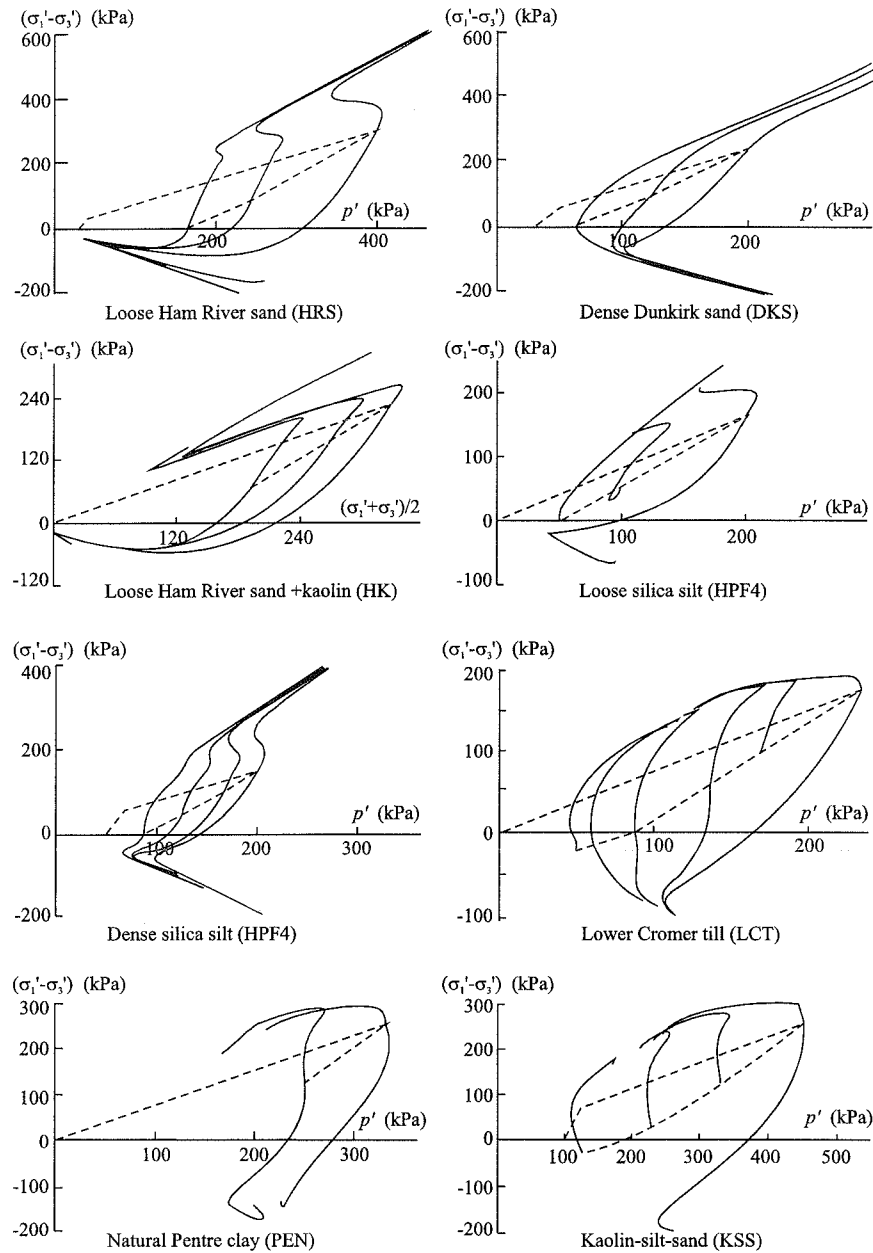 (σ₁'-σ₃') (kPa)
600
400
200
0
-200
200
400
p' (kPa)
Loose Ham River sand (HRS)
(σ₁'-σ₃') (kPa)
600
400
200
0
-200
100
200
p' (kPa)
Dense Dunkirk sand (DKS)
(σ₁'-σ₃') (kPa)
240
120
0
-120
120
240
(σ₁'+σ₃')/2
Loose Ham River sand +kaolin (HK)
(σ₁'-σ₃') (kPa)
200
100
0
-100
100
200
p' (kPa)
Loose silica silt (HPF4)
(σ₁'-σ₃') (kPa)
400
200
0
-200
100
200
300
p' (kPa)
Dense silica silt (HPF4)
(σ₁'-σ₃') (kPa)
200
100
0
-100
100
200
p' (kPa)
Lower Cromer till (LCT)
(σ₁'-σ₃') (kPa)
300
200
100
0
-100
-200
100
200
300
p' (kPa)
Natural Pentre clay (PEN)
(σ₁'-σ₃') (kPa)
300
200
100
0
-100
-200
100
200
300
400
500
p' (kPa)
Kaolin-silt-sand (KSS)